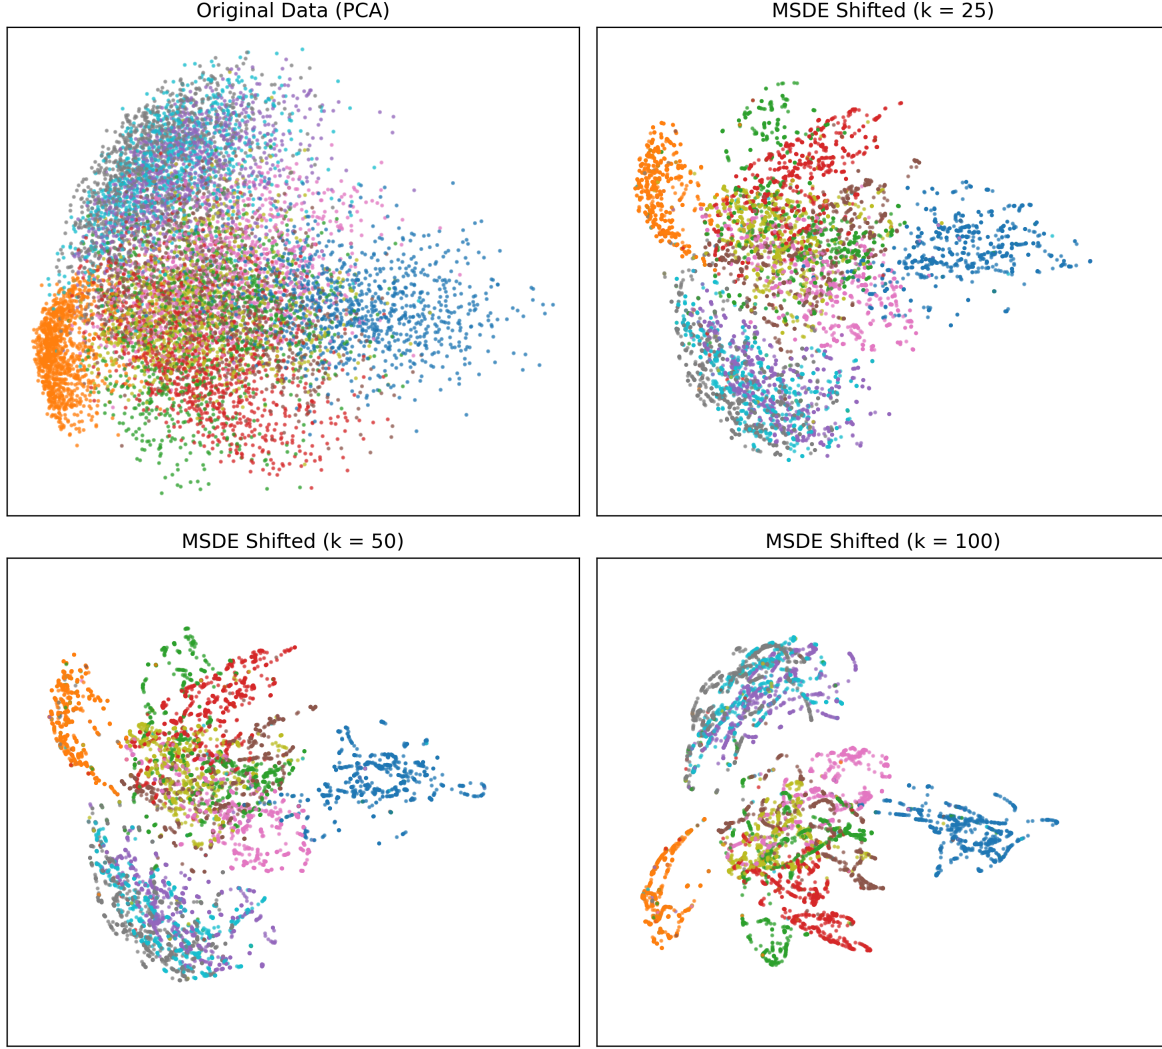 Original Data (PCA)
MSDE Shifted (k = 25)
MSDE Shifted (k = 50)
MSDE Shifted (k = 100)